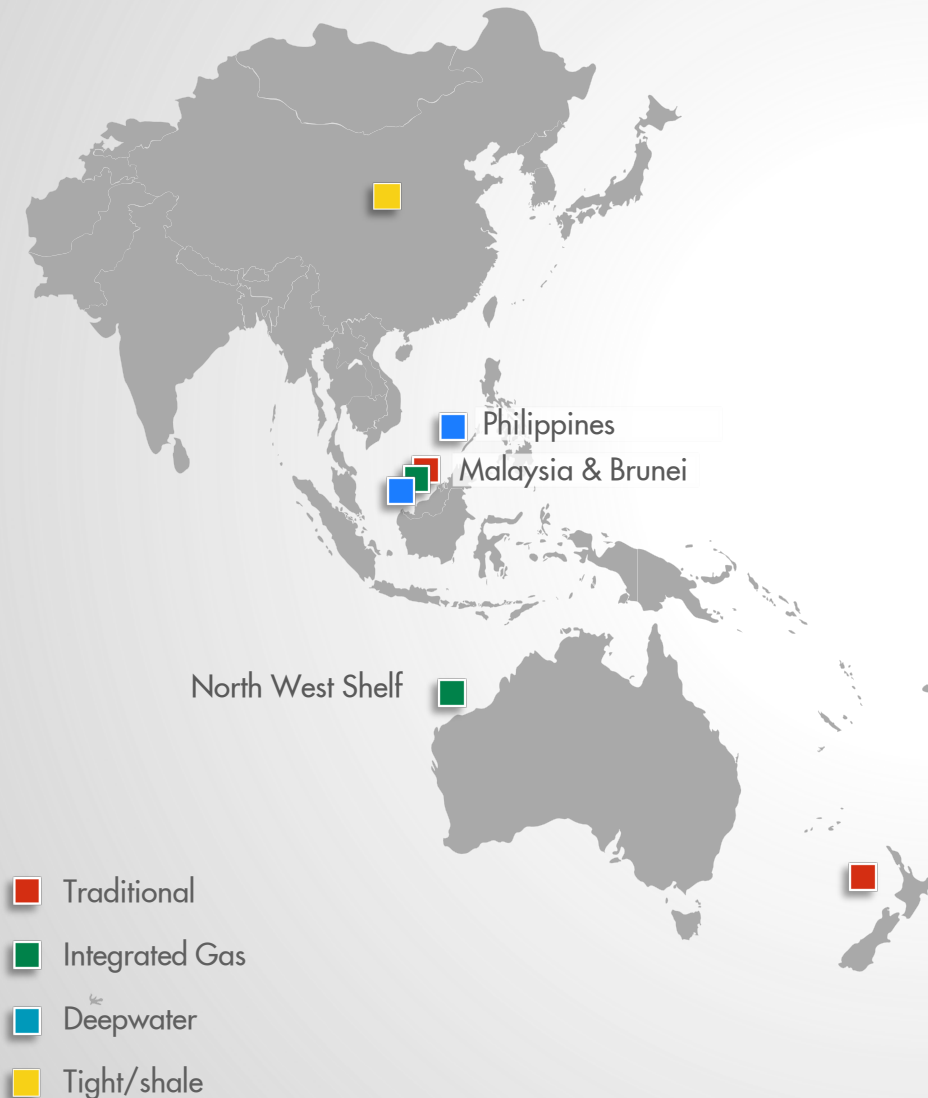 Philippines
Malaysia & Brunei
North West Shelf
Traditional
Integrated Gas
Deepwater
Tight/shale